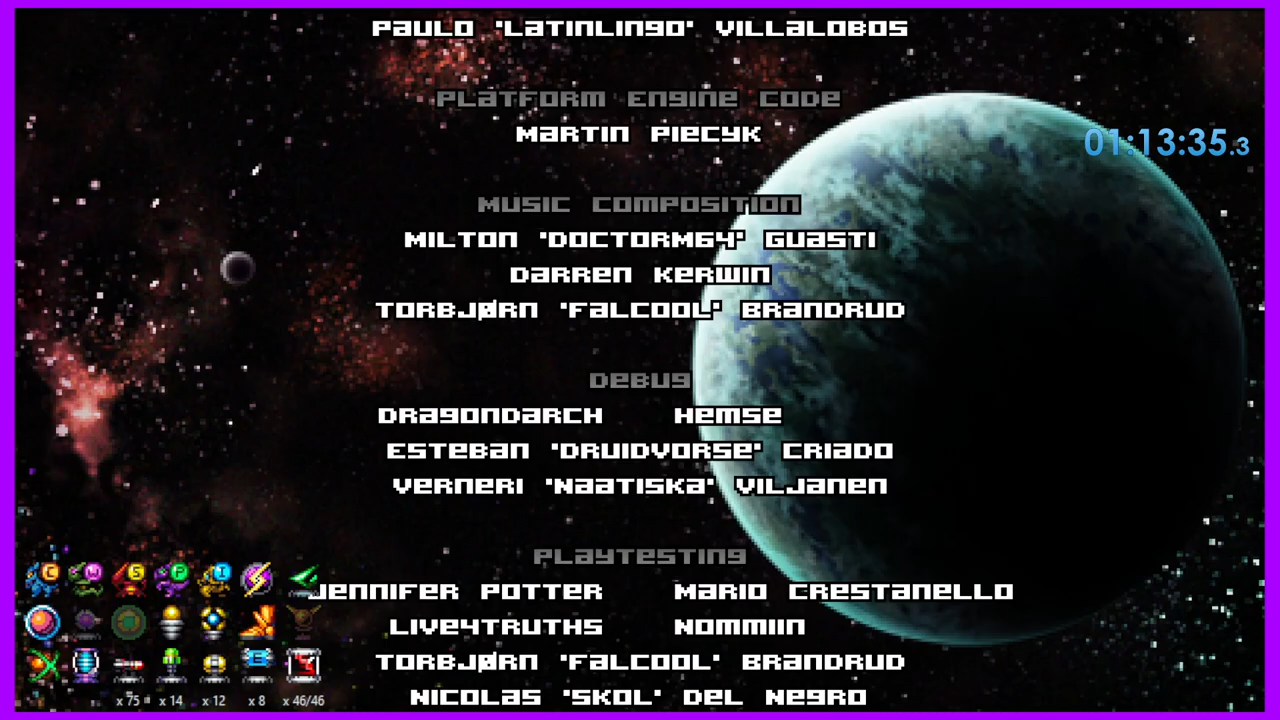 PAULO 'LATINLINGO' VILLALOBOS
PLATFORM ENGINE CODE
MARTIN PIECYK
01:13:35.3
MUSIC COMPOSITION
MILTON 'DOCTORM64' GUASTI
DARREN KERWIN
TORBJØRN 'FALCOOL' BRANDRUD
DEBUG
DRAGONDARCH HEMSE
ESTEBAN 'DRUIDVORSE' CRIADO
VERNERI 'NAATISKA' VILJANEN
PLAYTESTING
JENNIFER POTTER MARIO CRESTANELLO
LIVE4TRUTHS NOMMIIN
TORBJØRN 'FALCOOL' BRANDRUD
NICOLAS 'SKOL' DEL NEGRO
C M S P I
x 75 x 14 x 12 x 8 x 46/46